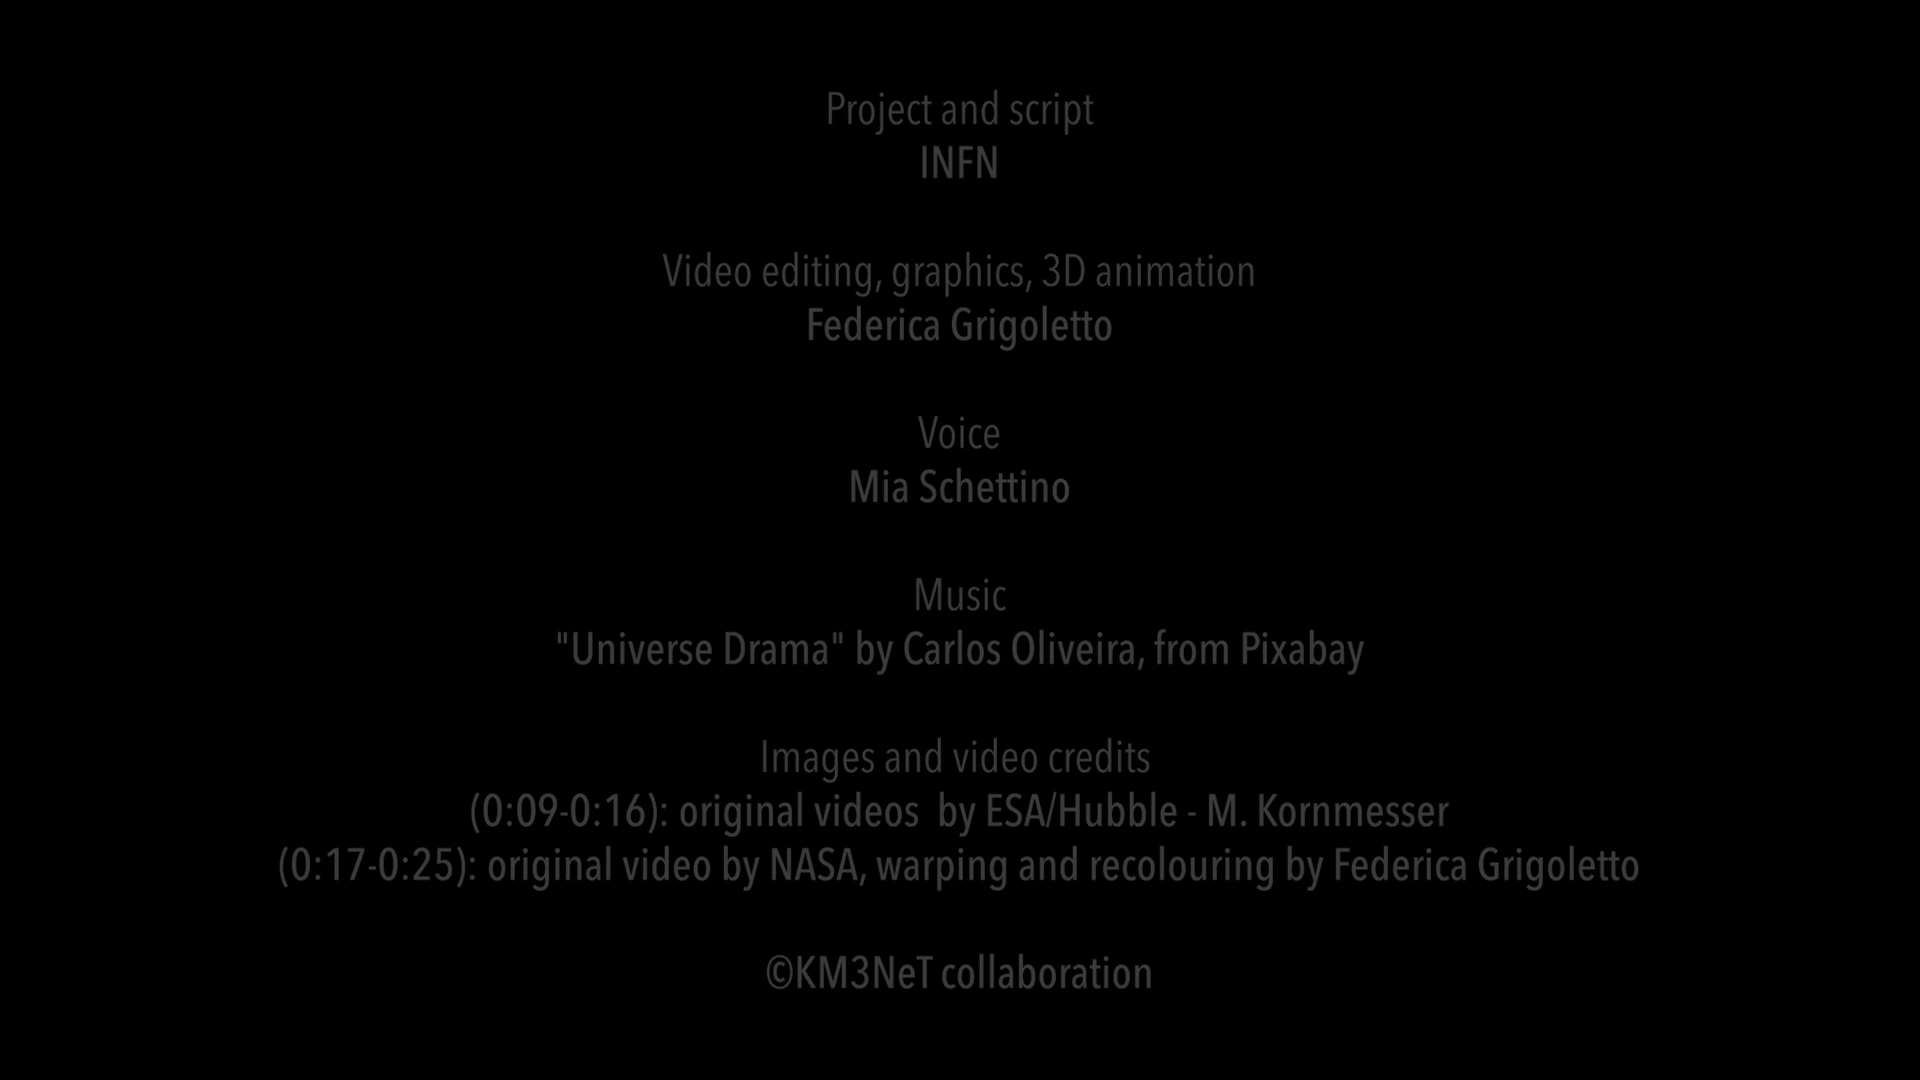 Project and script
INFN
Video editing, graphics, 3D animation
Federica Grigoletto
Voice
Mia Schettino
Music
"Universe Drama" by Carlos Oliveira, from Pixabay
Images and video credits
(0:09-0:16): original videos  by ESA/Hubble - M. Kornmesser
(0:17-0:25): original video by NASA, warping and recolouring by Federica Grigoletto
©KM3NeT collaboration